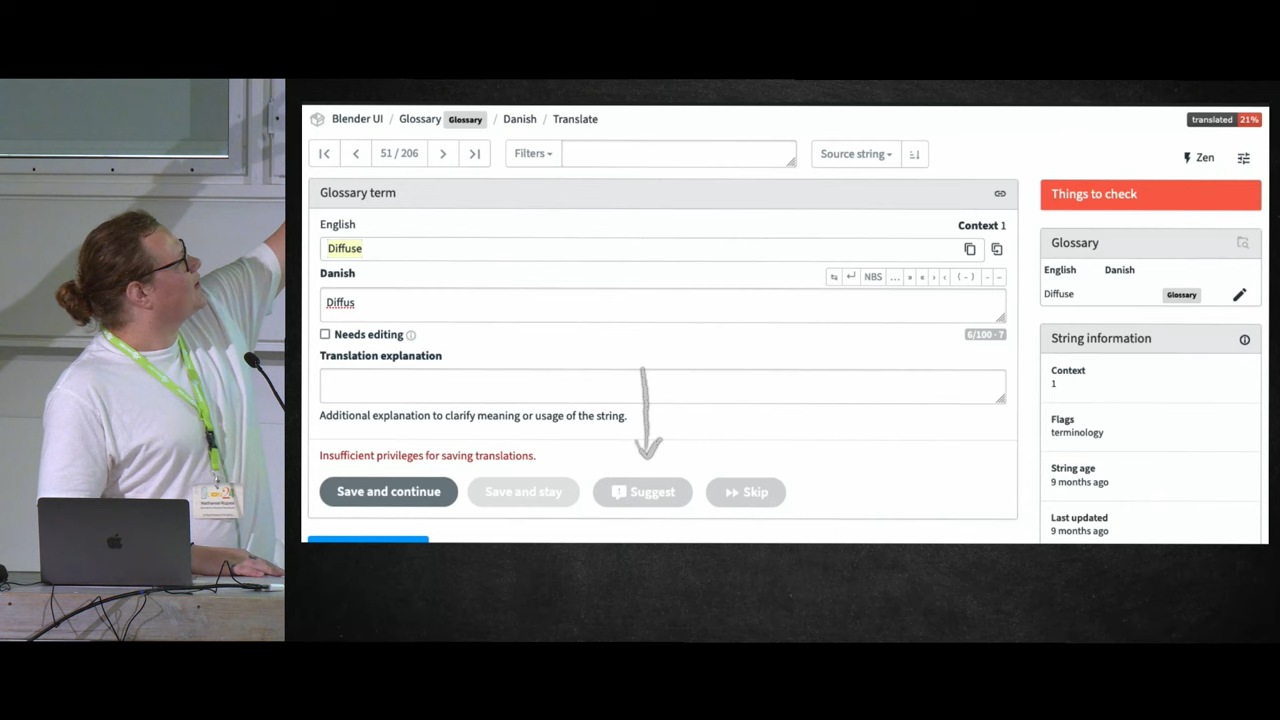 Blender UI / Glossary Glossary / Danish / Translate
translated 21%
51 / 206
Filters
Source string
Zen
Glossary term
English
Context 1
Diffuse
Danish
NBS … » « › ‹ ( - ) - –
Diffus
Needs editing
6/100 · 7
Translation explanation
Additional explanation to clarify meaning or usage of the string.
Insufficient privileges for saving translations.
Save and continue
Save and stay
Suggest
Skip
Things to check
Glossary
English Danish
Diffuse Glossary
String information
Context
1
Flags
terminology
String age
9 months ago
Last updated
9 months ago